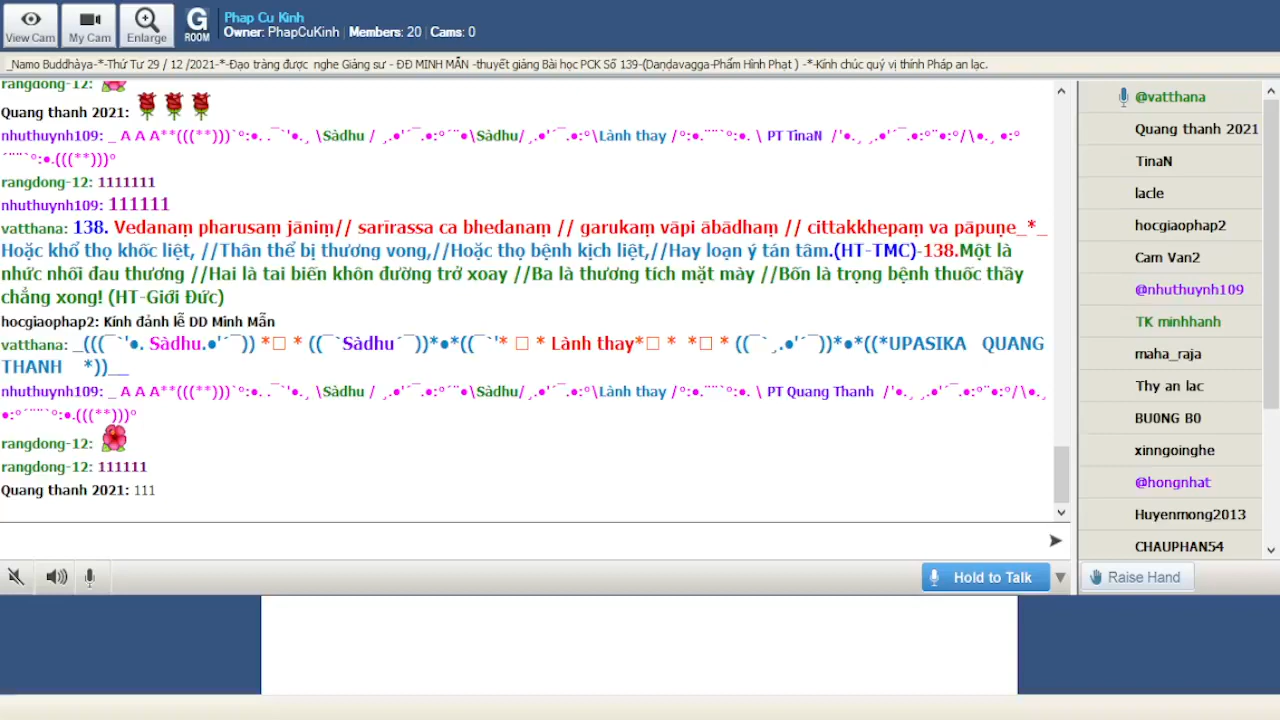 View Cam
My Cam
Enlarge
G
ROOM
Phap Cu Kinh
Owner: PhapCuKinh | Members: 20 | Cams: 0
_Namo Buddhàya-*-Thứ Tư 29 / 12 /2021-*-Đạo tràng được nghe Giảng sư - ĐĐ MINH MẪN -thuyết giảng Bài học PCK Số 139-(Daṇḍavagga-Phẩm Hình Phạt ) -*-Kính chúc quý vị thính Pháp an lạc.
rangdong-12:
Quang thanh 2021:
nhuthuynh109: _ A A A**(((**)))`°:•. .¯`'•.¸ \Sàdhu / ¸.•'´¯.•:°´¨•\Sàdhu/¸.•'´¯.•:°\Lành thay /°:•.¨¨`°:•. \ PT TinaN /'•.¸ ¸.•'´¯.•:°¨•:°/\•.¸ •:°
´¨¨`°:•.(((**)))°
rangdong-12: 1111111
nhuthuynh109: 111111
vatthana: 138. Vedanaṃ pharusaṃ jāniṃ// sarīrassa ca bhedanaṃ // garukaṃ vāpi ābādhaṃ // cittakkhepaṃ va pāpuṇe_*_
Hoặc khổ thọ khốc liệt, //Thân thể bị thương vong,//Hoặc thọ bệnh kịch liệt,//Hay loạn ý tán tâm.(HT-TMC)-138.Một là
nhức nhối đau thương //Hai là tai biến khôn đường trở xoay //Ba là thương tích mặt mày //Bốn là trọng bệnh thuốc thầy
chẳng xong! (HT-Giới Đức)
hocgiaophap2: Kính đảnh lễ DD Minh Mẫn
vatthana: _(((¯`'•. Sàdhu.•'´¯)) *□ * ((¯`Sàdhu´¯))*•*((¯`'* □ * Lành thay*□ * *□ * ((¯`¸.•'´¯))*•*((*UPASIKA QUANG
THANH *))__
nhuthuynh109: _ A A A**(((**)))`°:•. .¯`'•.¸ \Sàdhu / ¸.•'´¯.•:°´¨•\Sàdhu/¸.•'´¯.•:°\Lành thay /°:•.¨¨`°:•. \ PT Quang Thanh /'•.¸ ¸.•'´¯.•:°¨•:°/\•.¸
•:°´¨¨`°:•.(((**)))°
rangdong-12:
rangdong-12: 111111
Quang thanh 2021: 111
Hold to Talk
@vatthana
Quang thanh 2021
TinaN
lacle
hocgiaophap2
Cam Van2
@nhuthuynh109
TK minhhanh
maha_raja
Thy an lac
BU0NG B0
xinngoinghe
@hongnhat
Huyenmong2013
CHAUPHAN54
Raise Hand